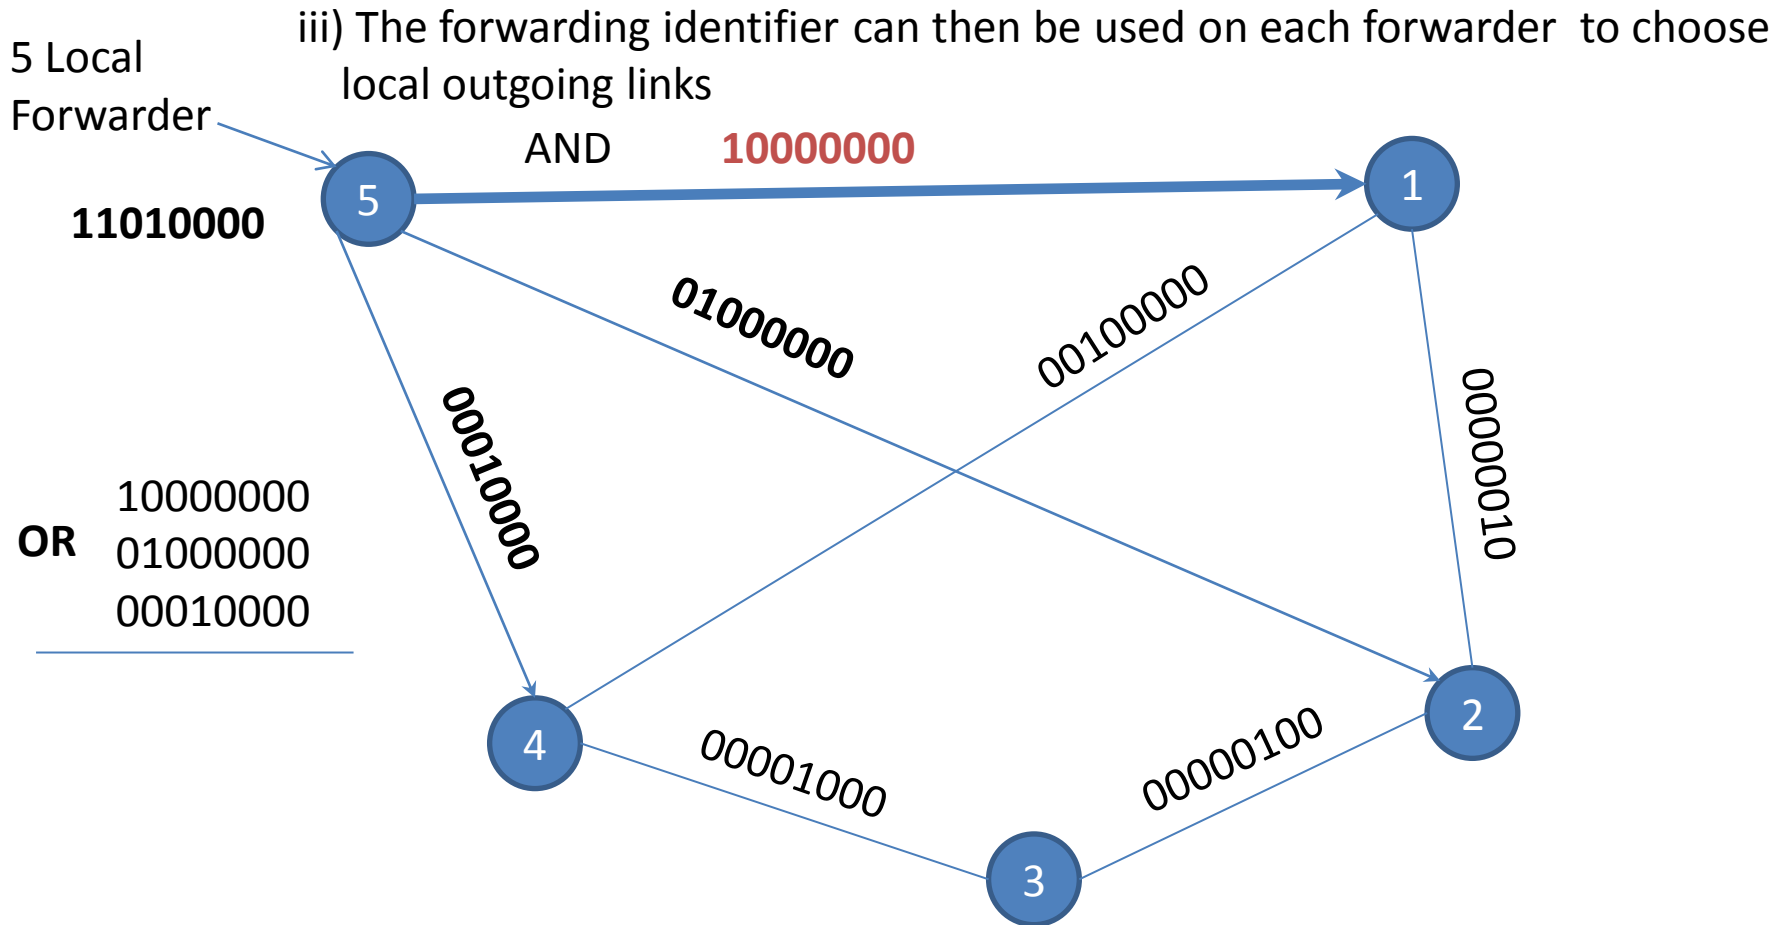 iii) The forwarding identifier can then be used on each forwarder to choose
local outgoing links
5 Local
Forwarder
AND 10000000
5
1
11010000
01000000
00100000
00010000
00000010
10000000
OR 01000000
00010000
4
2
00001000
00000100
3